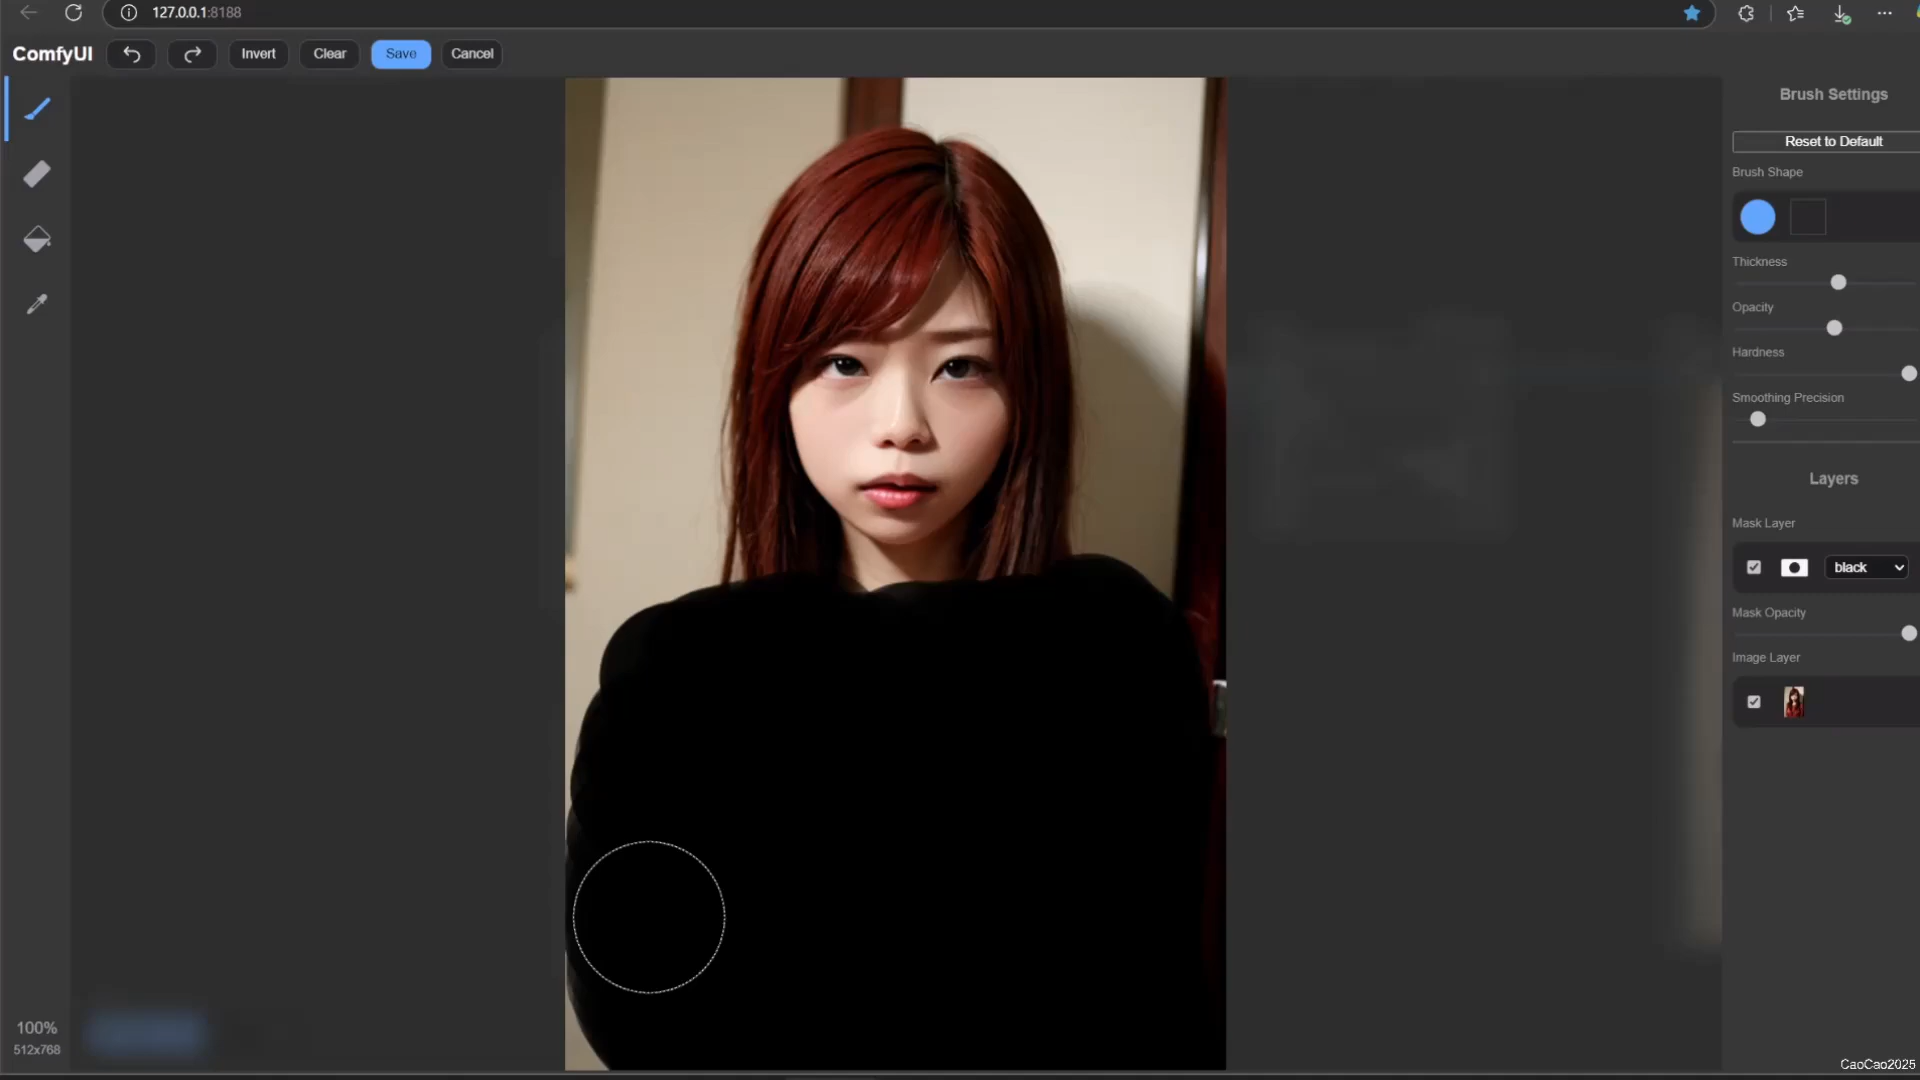 127.0.0.1:8188
ComfyUI
Invert
Clear
Save
Cancel
Brush Settings
Reset to Default
Brush Shape
Thickness
Opacity
Hardness
Smoothing Precision
Layers
Mask Layer
black
Mask Opacity
Image Layer
100%
512x768
CaoCao2025